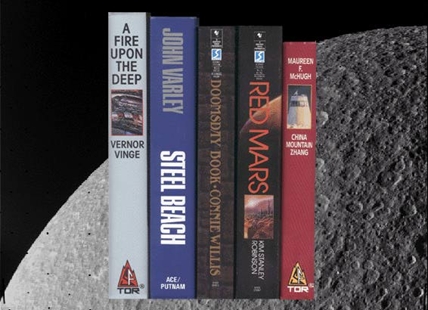 A FIRE
UPON
THE
DEEP
VERNOR
VINGE
TOR
JOHN VARLEY
STEEL BEACH
ACE/
PUTNAM
DOOMSDAY BOOK · CONNIE WILLIS
RED MARS
KIM STANLEY
ROBINSON
MAUREEN
F.
McHUGH
CHINA
MOUNTAIN
ZHANG
TOR